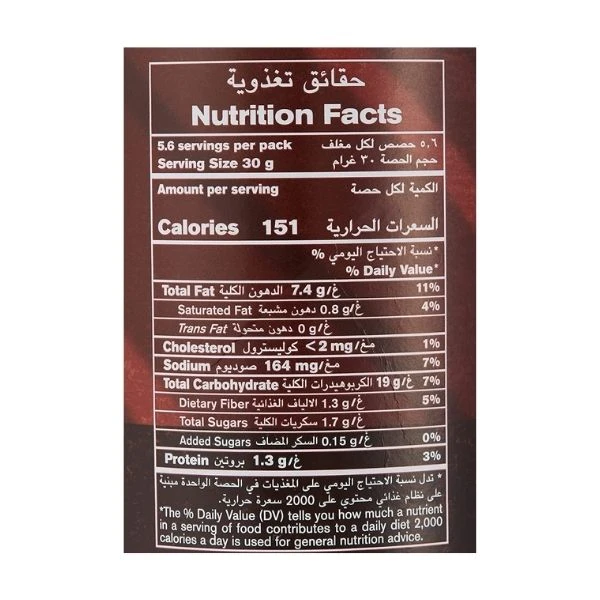 حقائق تغذوية
Nutrition Facts
5.6 servings per pack ٥,٦ حصص لكل مغلف
Serving Size 30 g حجم الحصة ٣٠ غرام
Amount per serving الكمية لكل حصة
Calories 151 السعرات الحرارية
*نسبة الاحتياج اليومي %
% Daily Value*
Total Fat الدهون الكلية 7.4 g/غ 11%
Saturated Fat دهون مشبعة 0.8 g/غ 4%
Trans Fat دهون متحولة 0 g/غ
Cholesterol كوليسترول <2 mg/مغ 1%
Sodium صوديوم 164 mg/مغ 7%
Total Carbohydrate الكربوهيدرات الكلية 19 g/غ 7%
Dietary Fiber الالياف الغذائية 1.3 g/غ 5%
Total Sugars سكريات الكلية 1.7 g/غ
Added Sugars السكر المضاف 0.15 g/غ 0%
Protein بروتين 1.3 g/غ 3%
* تدل نسبة الاحتياج اليومي على المغذيات في الحصة الواحدة مبنية
على نظام غذائي محتوي على 2000 سعرة حرارية.
*The % Daily Value (DV) tells you how much a nutrient
in a serving of food contributes to a daily diet 2,000
calories a day is used for general nutrition advice.